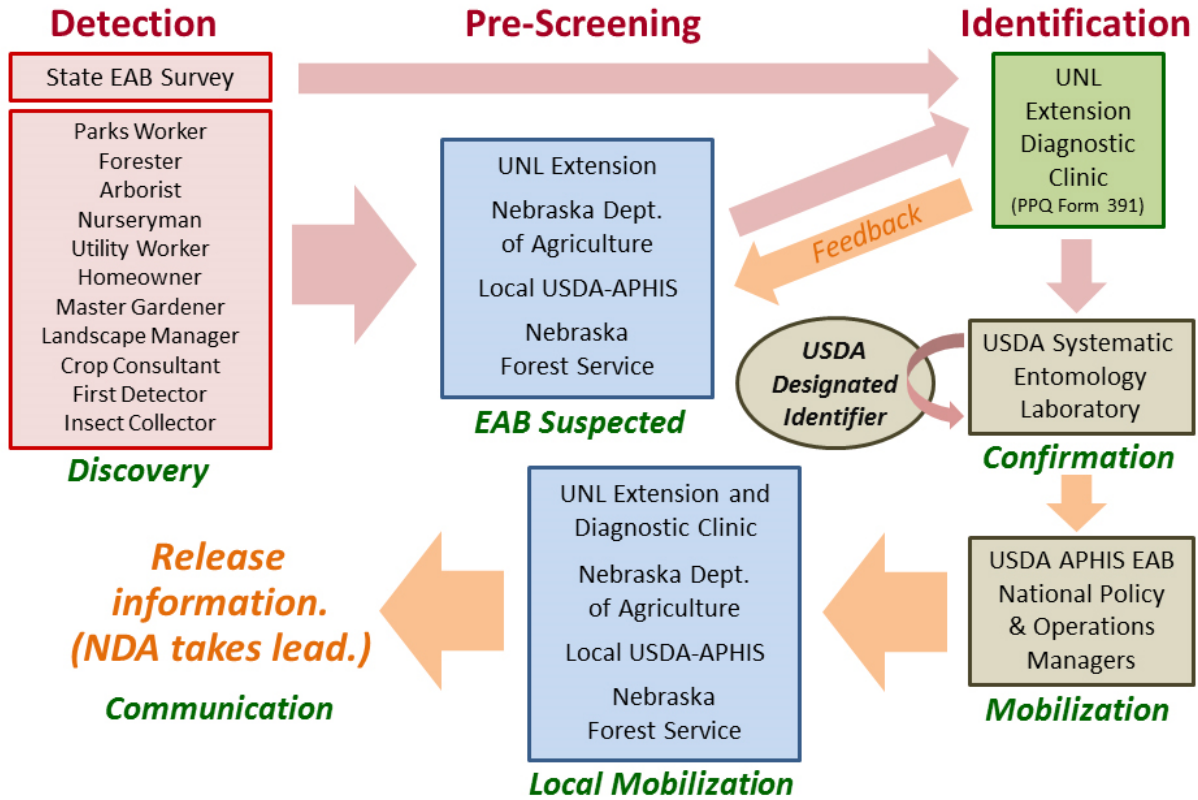 Detection
Pre-Screening
Identification
State EAB Survey
Parks Worker
Forester
Arborist
Nurseryman
Utility Worker
Homeowner
Master Gardener
Landscape Manager
Crop Consultant
First Detector
Insect Collector
Discovery
UNL Extension
Nebraska Dept.
of Agriculture
Local USDA-APHIS
Nebraska
Forest Service
EAB Suspected
Feedback
UNL
Extension
Diagnostic
Clinic
(PPQ Form 391)
USDA
Designated
Identifier
USDA Systematic
Entomology
Laboratory
Confirmation
USDA APHIS EAB
National Policy
& Operations
Managers
Mobilization
UNL Extension and
Diagnostic Clinic
Nebraska Dept.
of Agriculture
Local USDA-APHIS
Nebraska
Forest Service
Local Mobilization
Release
information.
(NDA takes lead.)
Communication